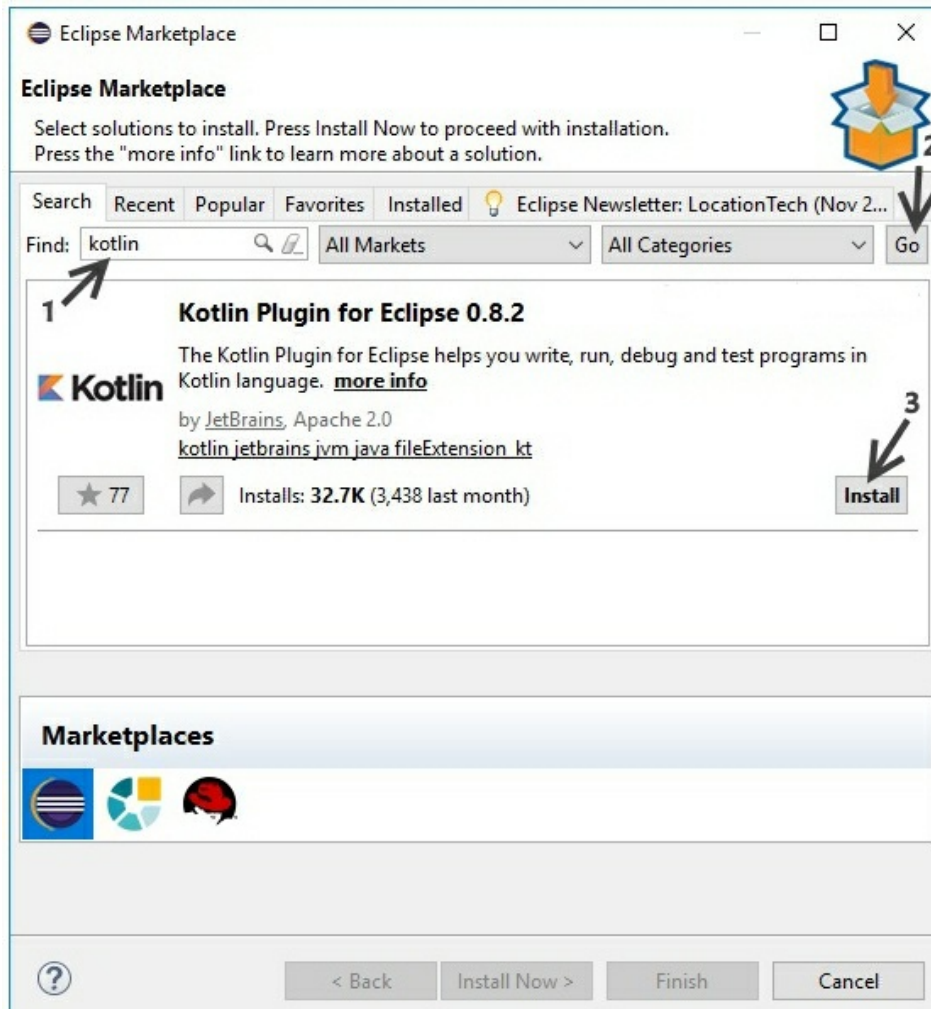 Eclipse Marketplace
Eclipse Marketplace
Select solutions to install. Press Install Now to proceed with installation.
Press the "more info" link to learn more about a solution.
2
Search Recent Popular Favorites Installed Eclipse Newsletter: LocationTech (Nov 2...
Find: kotlin All Markets All Categories Go
1
Kotlin Plugin for Eclipse 0.8.2
The Kotlin Plugin for Eclipse helps you write, run, debug and test programs in
Kotlin
Kotlin language. more info
3
by JetBrains, Apache 2.0
kotlin jetbrains jvm java fileExtension_kt
77 Installs: 32.7K (3,438 last month) Install
Marketplaces
? < Back Install Now > Finish Cancel